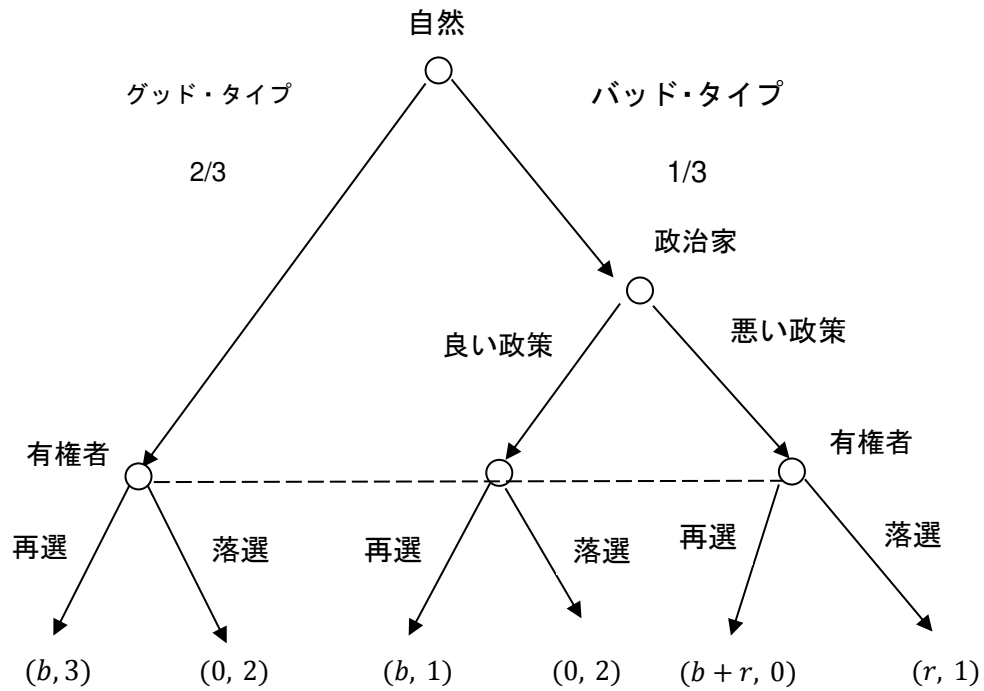 自然
グッド・タイプ
バッド・タイプ
2/3
1/3
政治家
良い政策
悪い政策
有権者
有権者
再選
落選
再選
落選
再選
落選
(b, 3)
(0, 2)
(b, 1)
(0, 2)
(b + r, 0)
(r, 1)